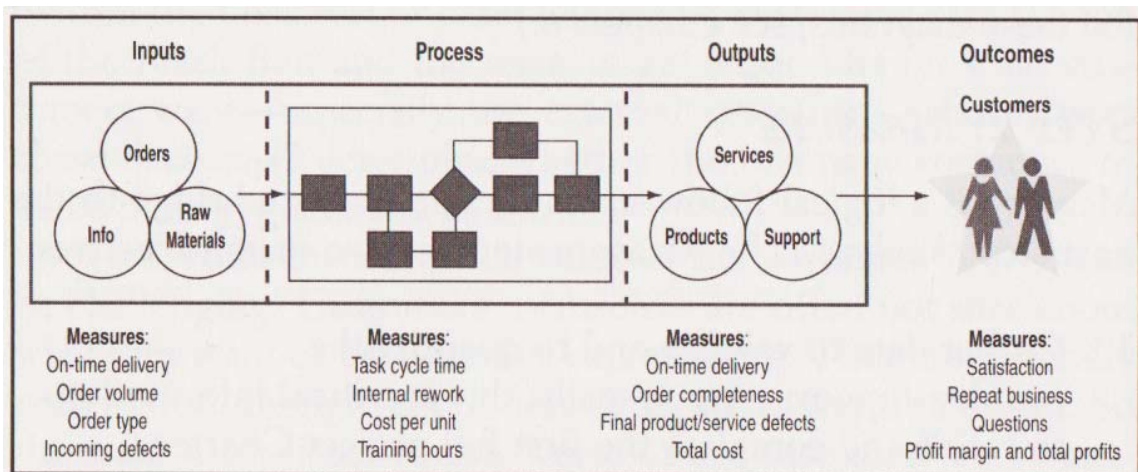 Inputs
Process
Outputs
Outcomes
Customers
Orders
Info
Raw
Materials
Services
Products
Support
Measures:
On-time delivery
Order volume
Order type
Incoming defects
Measures:
Task cycle time
Internal rework
Cost per unit
Training hours
Measures:
On-time delivery
Order completeness
Final product/service defects
Total cost
Measures:
Satisfaction
Repeat business
Questions
Profit margin and total profits